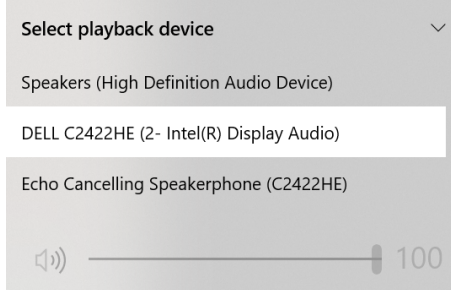 Select playback device
Speakers (High Definition Audio Device)
DELL C2422HE (2- Intel(R) Display Audio)
Echo Cancelling Speakerphone (C2422HE)
100